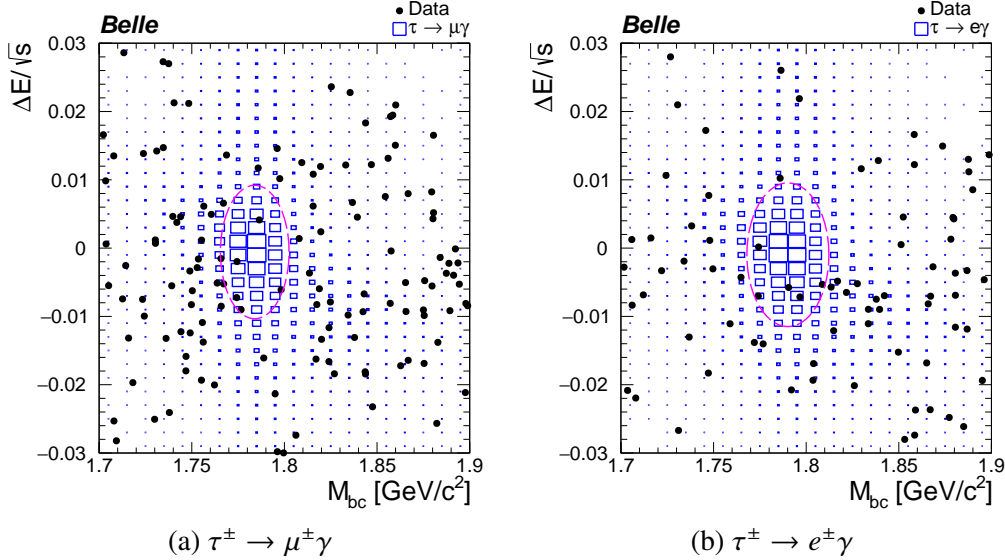 Belle
Data
τ → μγ
ΔE/√s
0.03
0.02
0.01
0
−0.01
−0.02
−0.03
1.7
1.75
1.8
1.85
1.9
M_bc [GeV/c²]
(a) τ± → μ±γ
Belle
Data
τ → eγ
ΔE/√s
0.03
0.02
0.01
0
−0.01
−0.02
−0.03
1.7
1.75
1.8
1.85
1.9
M_bc [GeV/c²]
(b) τ± → e±γ